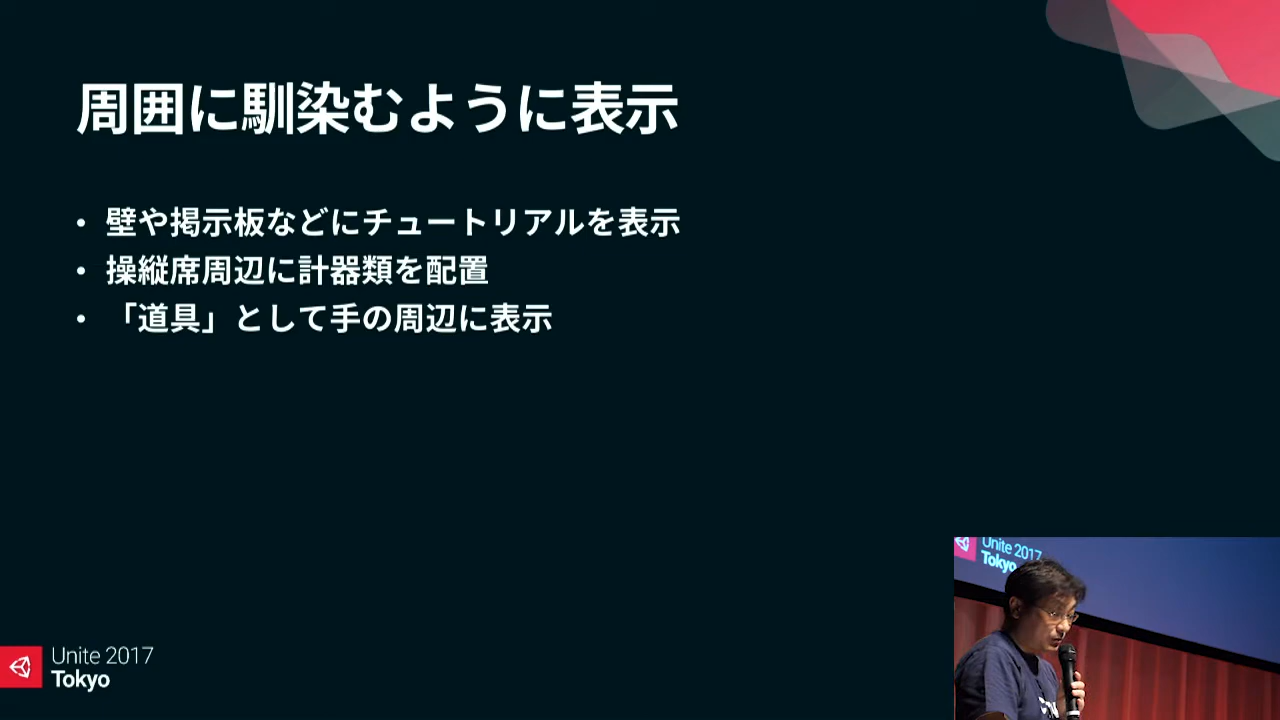 周囲に馴染むように表示
• 壁や掲示板などにチュートリアルを表示
• 操縦席周辺に計器類を配置
• 「道具」として手の周辺に表示
Unite 2017
Tokyo
Unite 2017
Tokyo